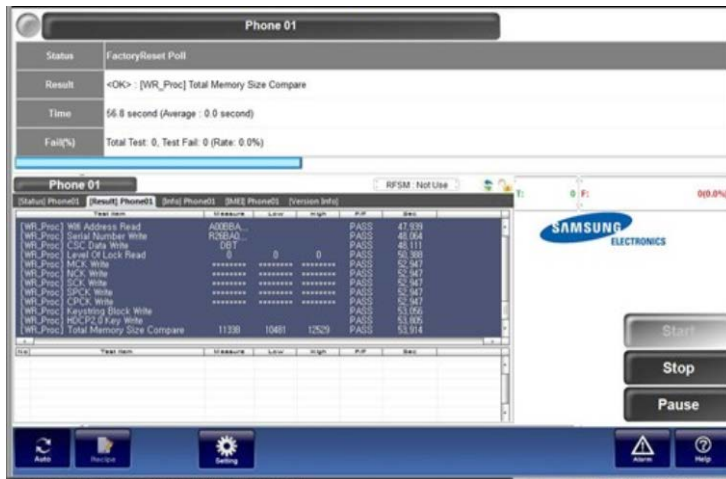 Phone 01
Status FactoryReset Poll
Result <OK> : [WR_Proc] Total Memory Size Compare
Time 56.8 second (Average : 0.0 second)
Fail(%) Total Test: 0, Test Fail: 0 (Rate: 0.0%)
Phone 01 RFSM : Not Use T: 0 F: 0(0.0%
[Status] Phone01 [Result] Phone01 [Info] Phone01 [IMEI] Phone01 [Version Info]
Test Item Measure Low High P/F Sec
[WR_Proc] Wifi Address Read A00BBA... PASS 47,939
[WR_Proc] Serial Number Write R26BA0... PASS 48,064
[WR_Proc] CSC Data Write DBT PASS 48,111
[WR_Proc] Level Of Lock Read 0 0 0 PASS 50,388
[WR_Proc] MCK Write ******** ******** ******** PASS 52,947
[WR_Proc] NCK Write ******** ******** ******** PASS 52,947
[WR_Proc] SCK Write ******** ******** ******** PASS 52,947
[WR_Proc] SPCK Write ******** ******** ******** PASS 52,947
[WR_Proc] CPCK Write ******** ******** ******** PASS 52,947
[WR_Proc] Keystring Block Write PASS 53,056
[WR_Proc] HDCP2.0 Key Write PASS 53,805
[WR_Proc] Total Memory Size Compare 11338 10481 12529 PASS 53,914
SAMSUNG
ELECTRONICS
No Test Item Measure Low High P/F Sec
Start
Stop
Pause
Auto Recipe Setting Alarm Help